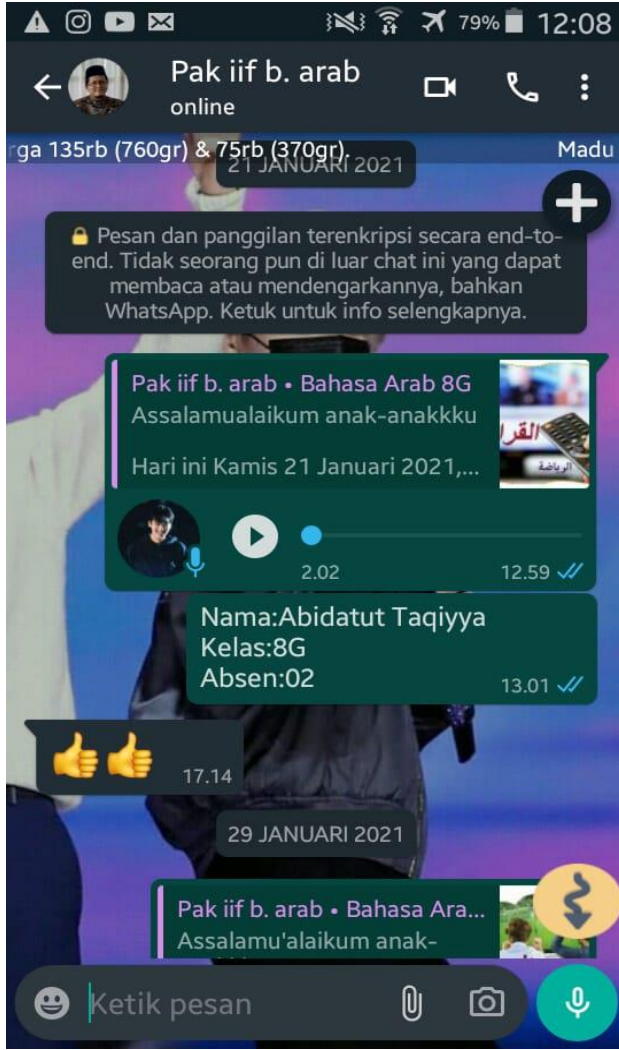 79% 12:08
Pak iif b. arab
online
rga 135rb (760gr) & 75rb (370gr). Madu
21 JANUARI 2021
Pesan dan panggilan terenkripsi secara end-to-
end. Tidak seorang pun di luar chat ini yang dapat
membaca atau mendengarkannya, bahkan
WhatsApp. Ketuk untuk info selengkapnya.
Pak iif b. arab • Bahasa Arab 8G
Assalamualaikum anak-anakkku
Hari ini Kamis 21 Januari 2021,...
القرا
الرياضة
2.02 12.59
Nama:Abidatut Taqiyya
Kelas:8G
Absen:02
13.01
17.14
29 JANUARI 2021
Pak iif b. arab • Bahasa Ara...
Assalamu'alaikum anak-
Ketik pesan